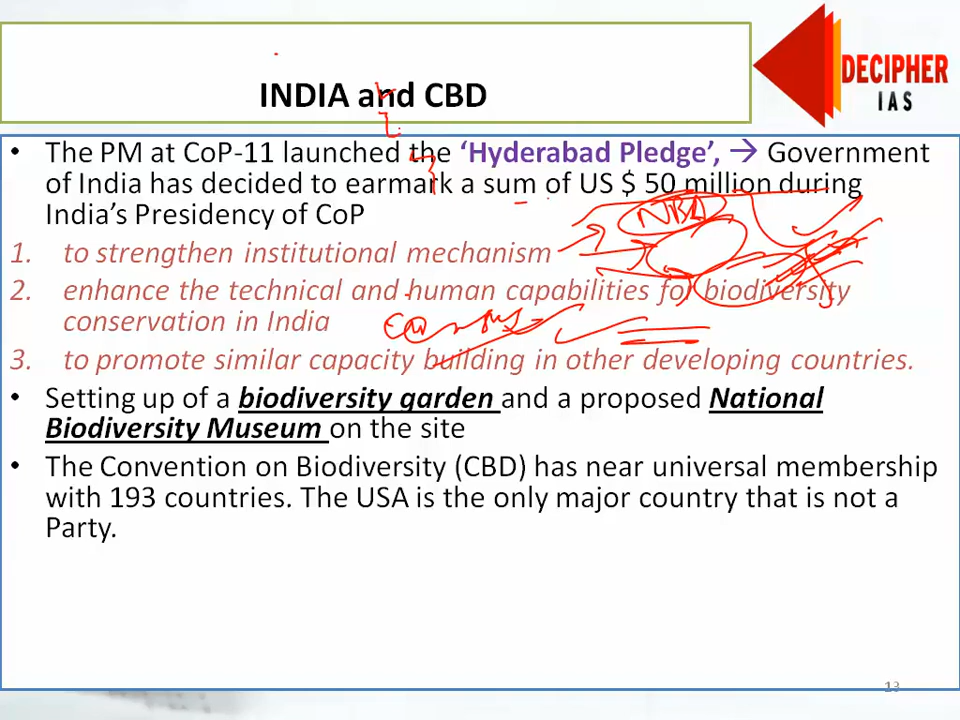 DECIPHER
IAS
INDIA and CBD
• The PM at CoP-11 launched the ‘Hyderabad Pledge’, → Government
of India has decided to earmark a sum of US $ 50 million during
India’s Presidency of CoP
NBA
1. to strengthen institutional mechanism
2. enhance the technical and human capabilities for biodiversity
conservation in India
3. to promote similar capacity building in other developing countries.
• Setting up of a biodiversity garden and a proposed National
Biodiversity Museum on the site
• The Convention on Biodiversity (CBD) has near universal membership
with 193 countries. The USA is the only major country that is not a
Party.
13